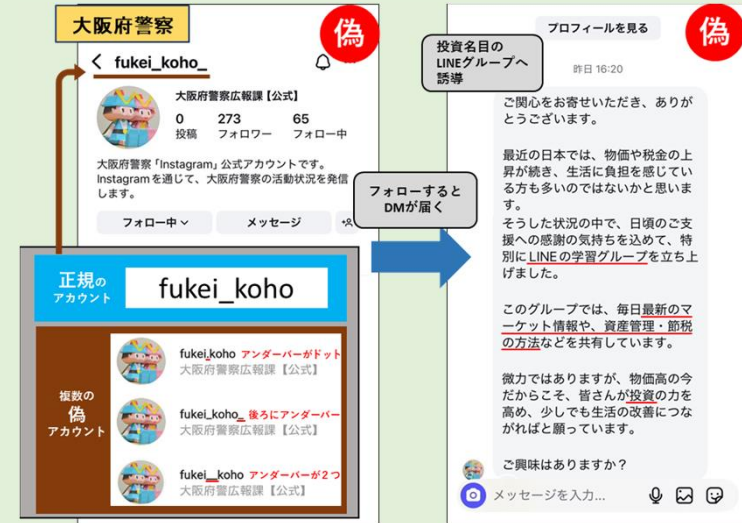 大阪府警察
偽
fukei_koho_
大阪府警察広報課【公式】
0 273 65
投稿 フォロワー フォロー中
大阪府警察「Instagram」公式アカウントです。
Instagramを通じて、大阪府警察の活動状況を発信
します。
フォロー中 メッセージ
正規の
アカウント
fukei_koho
複数の
偽
アカウント
fukei.koho アンダーバーがドット
大阪府警察広報課【公式】
fukei_koho_ 後ろにアンダーバー
大阪府警察広報課【公式】
fukei__koho アンダーバーが2つ
大阪府警広報課【公式】
フォローすると
DMが届く
投資名目の
LINEグループへ
誘導
プロフィールを見る
偽
昨日 16:20
ご関心をお寄せいただき、ありが
とうございます。
最近の日本では、物価や税金の上
昇が続き、生活に負担を感じてい
る方も多いのではないかと思いま
す。
そうした状況の中で、日頃のご支
援への感謝の気持ちを込めて、特
別にLINEの学習グループを立ち上
げました。
このグループでは、毎日最新のマ
ーケット情報や、資産管理・節税
の方法などを共有しています。
微力ではありますが、物価高の今
だからこそ、皆さんが投資の力を
高め、少しでも生活の改善につな
がればと願っています。
ご興味はありますか？
メッセージを入力...